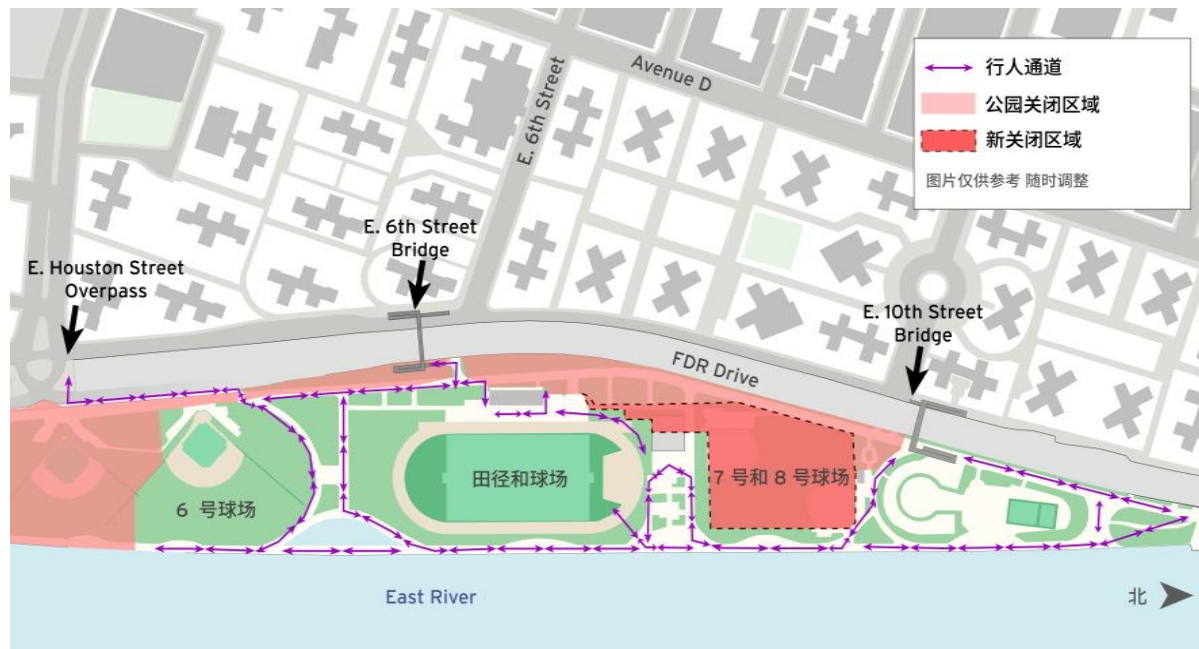 Avenue D
E. 6th Street
行人通道
公园关闭区域
新关闭区域
图片仅供参考 随时调整
E. 6th Street
Bridge
E. Houston Street
Overpass
E. 10th Street
Bridge
FDR Drive
6 号球场
田径和球场
7 号和 8 号球场
East River
北